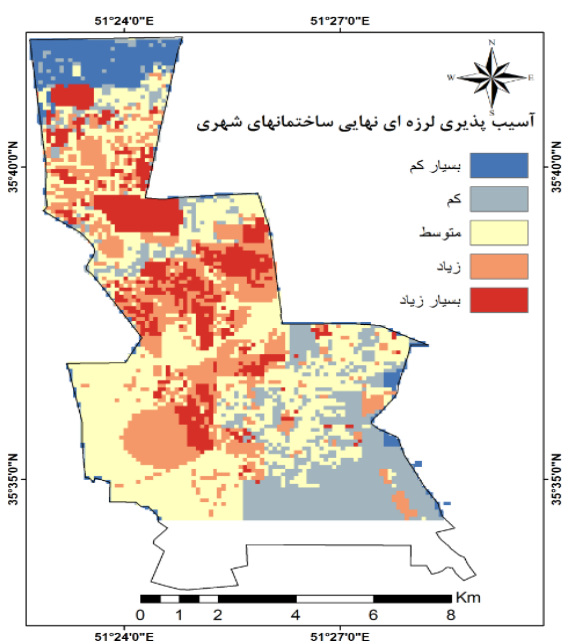 51°24'0"E 51°27'0"E
N
W E
S
آسیب پذیری لرزه ای نهایی ساختمانهای شهری
35°40'0"N 35°40'0"N
بسیار کم
کم
متوسط
زیاد
بسیار زیاد
35°35'0"N 35°35'0"N
Km
0 1 2 4 6 8
51°24'0"E 51°27'0"E